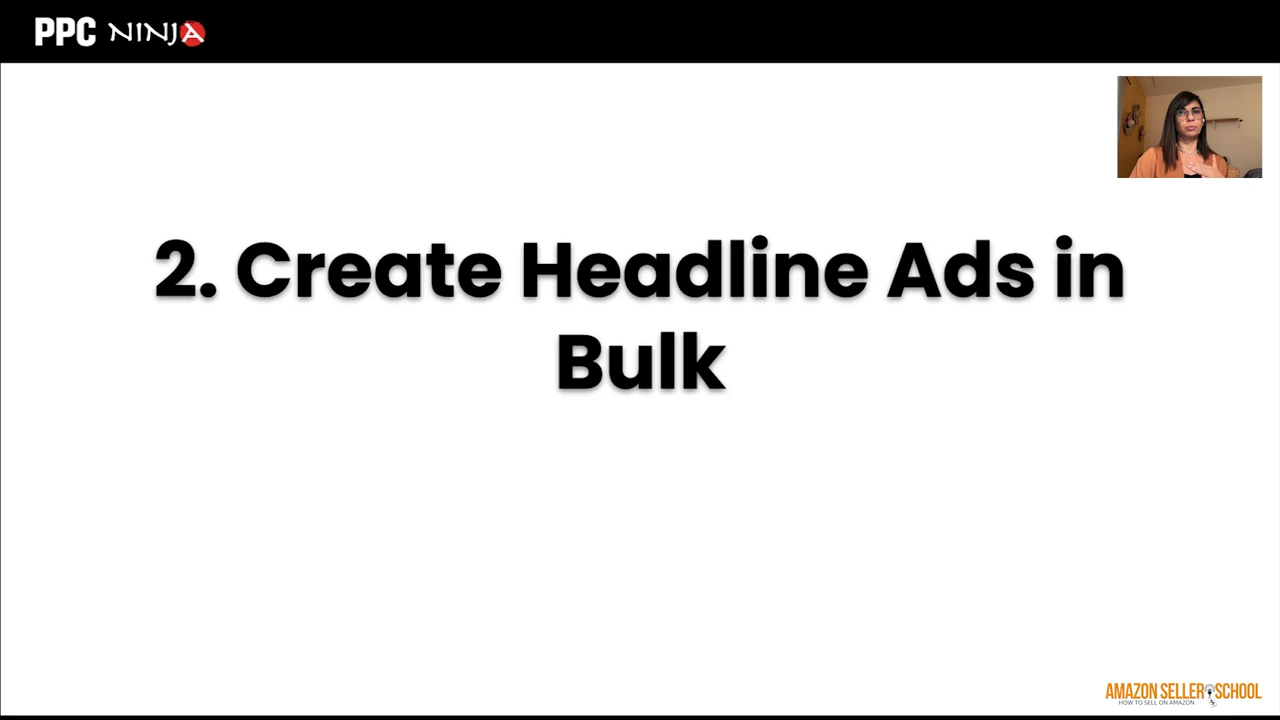 PPC NINJA
2. Create Headline Ads in
Bulk
AMAZON SELLER SCHOOL
HOW TO SELL ON AMAZON